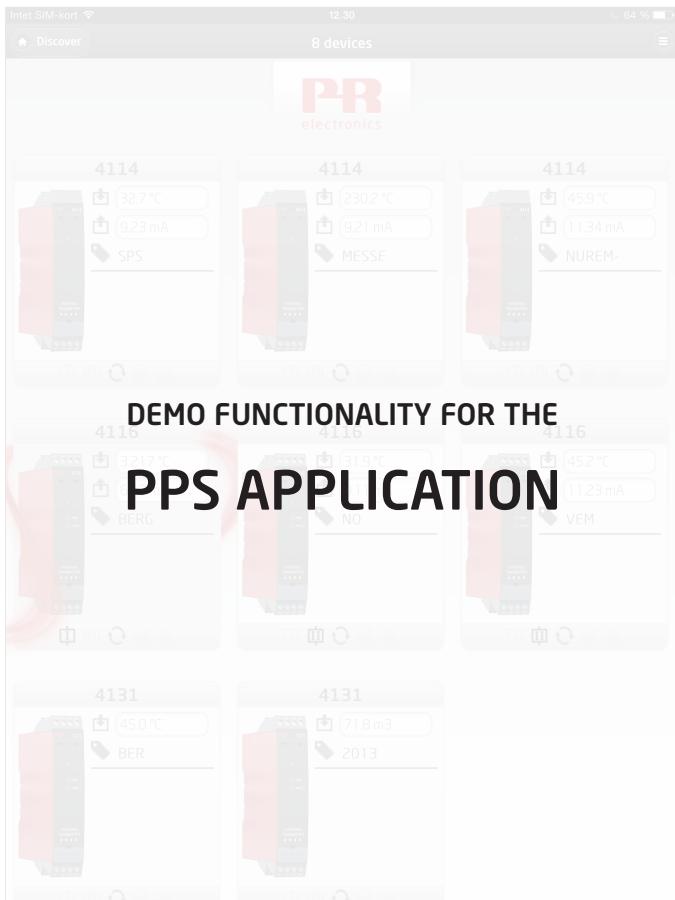 Intet SIM-kort 12.30 64 %
Discover 8 devices
PR
electronics
4114 4114 4114
32.7 °C 230.2 °C 45.9 °C
9.23 mA 9.21 mA 11.34 mA
SPS MESSE NUREM-
DEMO FUNCTIONALITY FOR THE
4116 4116 4116
31.9 °C 45.2 °C
PPS APPLICATION
11.23 mA
BERG NO VEM
4131 4131
45.0 °C 71.8 m3
BER 2013